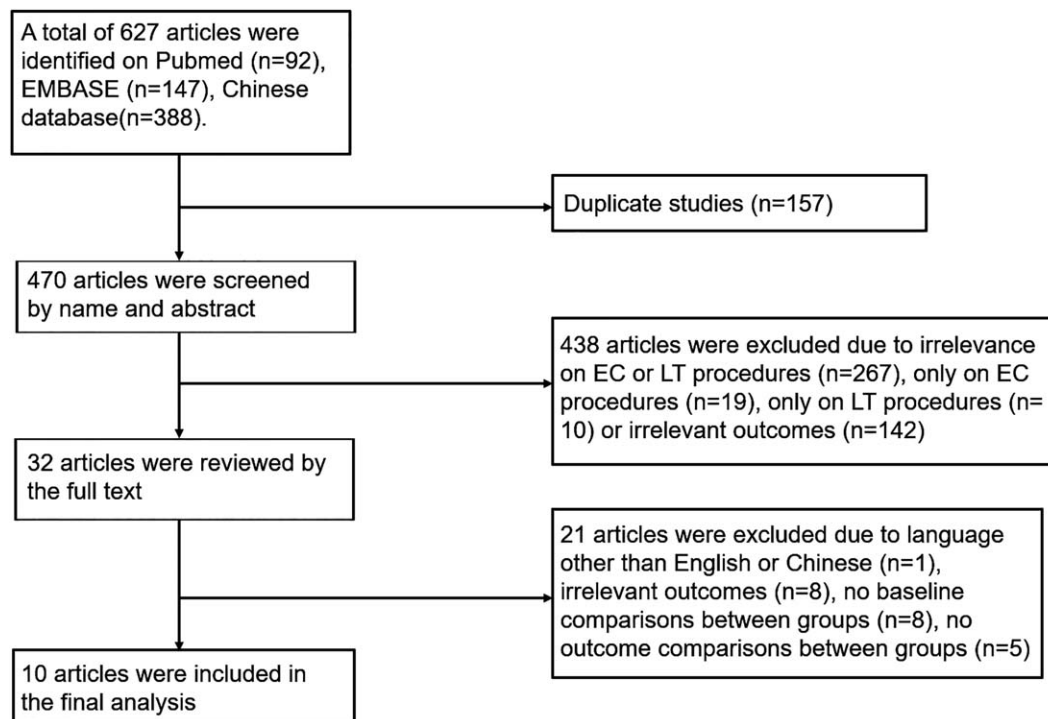 A total of 627 articles were
identified on Pubmed (n=92),
EMBASE (n=147), Chinese
database(n=388).
Duplicate studies (n=157)
470 articles were screened
by name and abstract
438 articles were excluded due to irrelevance
on EC or LT procedures (n=267), only on EC
procedures (n=19), only on LT procedures (n=
10) or irrelevant outcomes (n=142)
32 articles were reviewed by
the full text
21 articles were excluded due to language
other than English or Chinese (n=1),
irrelevant outcomes (n=8), no baseline
comparisons between groups (n=8), no
outcome comparisons between groups (n=5)
10 articles were included in
the final analysis